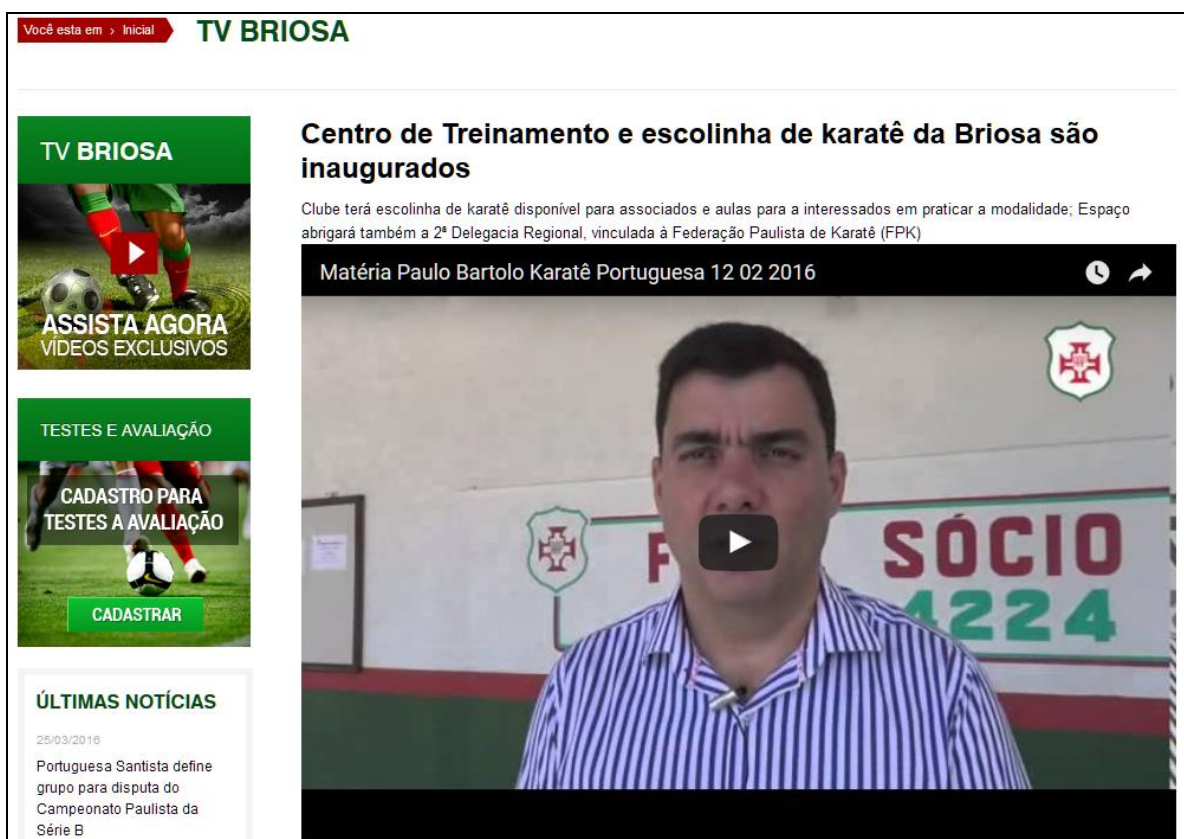 Você esta em › Inicial
TV BRIOSA
TV BRIOSA
ASSISTA AGORA
VÍDEOS EXCLUSIVOS
TESTES E AVALIAÇÃO
CADASTRO PARA
TESTES A AVALIAÇÃO
CADASTRAR
ÚLTIMAS NOTÍCIAS
25/03/2016
Portuguesa Santista define
grupo para disputa do
Campeonato Paulista da
Série B
Centro de Treinamento e escolinha de karatê da Briosa são
inaugurados
Clube terá escolinha de karatê disponível para associados e aulas para a interessados em praticar a modalidade; Espaço
abrigará também a 2ª Delegacia Regional, vinculada à Federação Paulista de Karatê (FPK)
Matéria Paulo Bartolo Karatê Portuguesa 12 02 2016
SÓCIO
4224